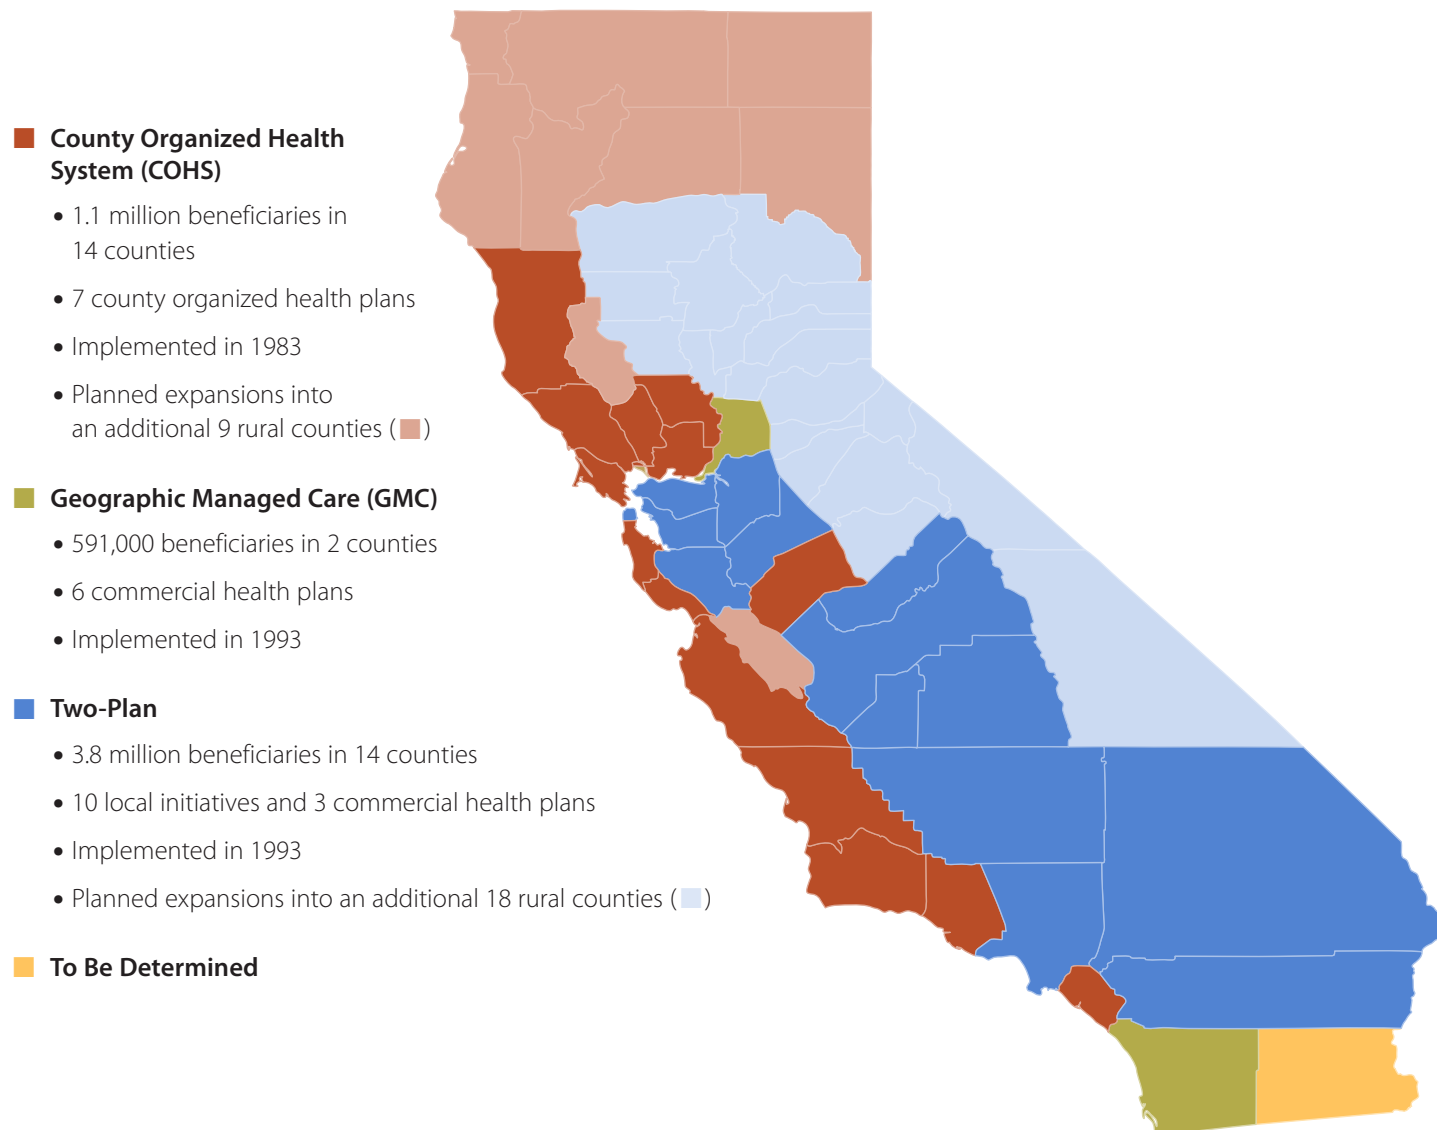 County Organized Health
System (COHS)
• 1.1 million beneficiaries in
14 counties
• 7 county organized health plans
• Implemented in 1983
• Planned expansions into
an additional 9 rural counties ( )
Geographic Managed Care (GMC)
• 591,000 beneficiaries in 2 counties
• 6 commercial health plans
• Implemented in 1993
Two-Plan
• 3.8 million beneficiaries in 14 counties
• 10 local initiatives and 3 commercial health plans
• Implemented in 1993
• Planned expansions into an additional 18 rural counties ( )
To Be Determined